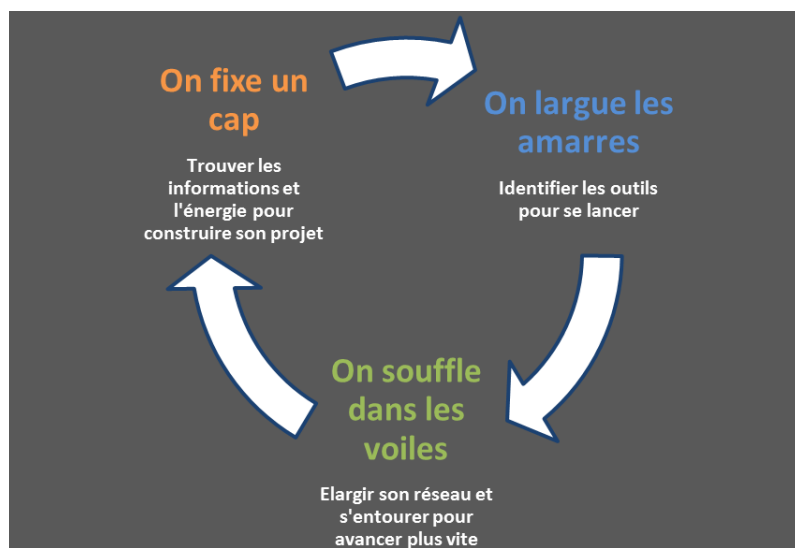 On fixe un
cap
Trouver les
informations et
l'énergie pour
construire son projet
On largue les
amarres
Identifier les outils
pour se lancer
On souffle
dans les
voiles
Elargir son réseau et
s'entourer pour
avancer plus vite